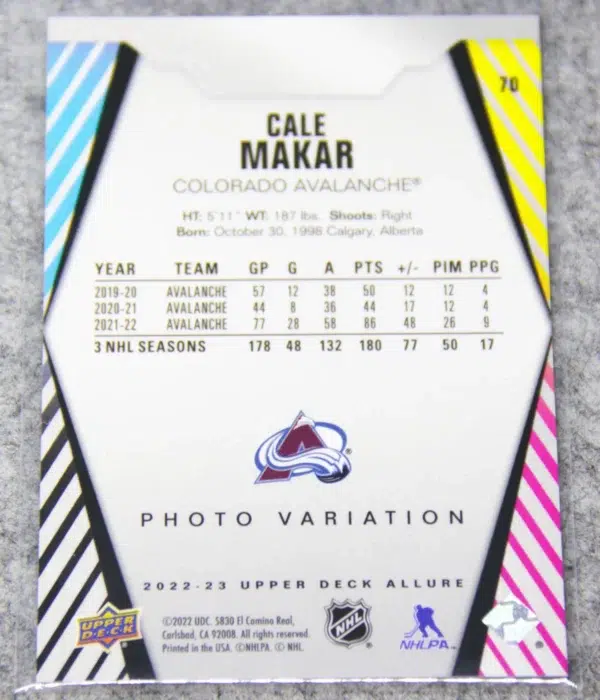 70
CALE
MAKAR
COLORADO AVALANCHE®
HT: 5'11" WT: 187 lbs. Shoots: Right
Born: October 30, 1998 Calgary, Alberta
YEAR TEAM GP G A PTS +/- PIM PPG
2019-20 AVALANCHE 57 12 38 50 12 12 4
2020-21 AVALANCHE 44 8 36 44 17 12 4
2021-22 AVALANCHE 77 28 58 86 48 26 9
3 NHL SEASONS 178 48 132 180 77 50 17
PHOTO VARIATION
2022-23 UPPER DECK ALLURE
UPPER
D·E·C·K
©2022 UDC. 5830 El Camino Real,
Carlsbad, CA 92008. All rights reserved.
Printed in the USA. ©NHLPA. © NHL.
NHL
NHLPA